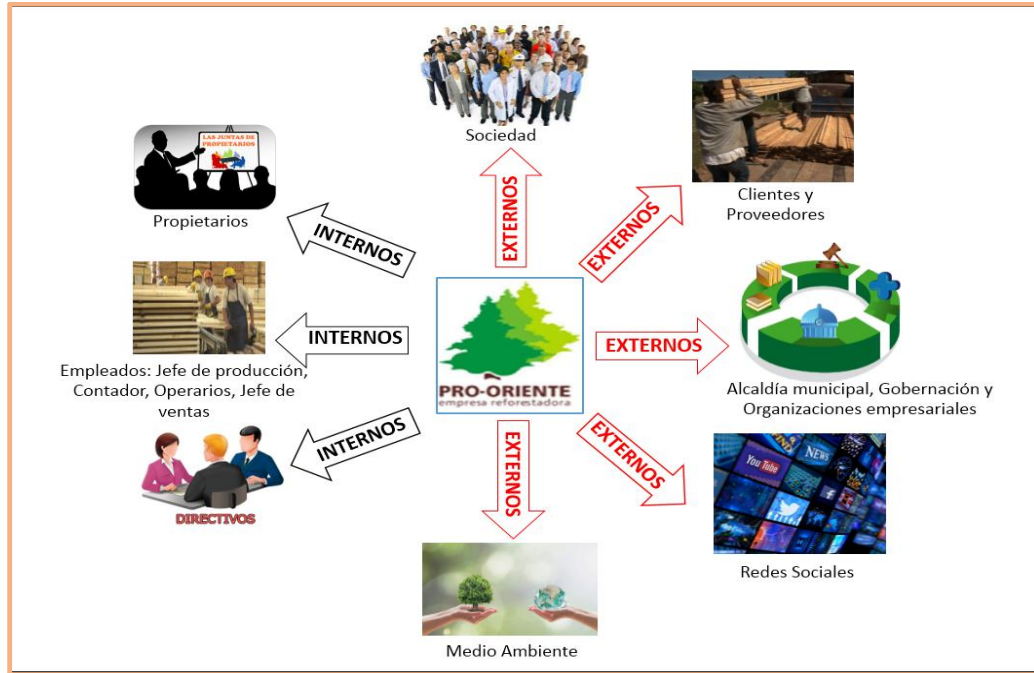 Sociedad
EXTERNOS
Clientes y
Proveedores
EXTERNOS
LAS JUNTAS DE
PROPIETARIOS
Propietarios
INTERNOS
Empleados: Jefe de producción,
Contador, Operarios, Jefe de
ventas
INTERNOS
PRO-ORIENTE
empresa reforestadora
EXTERNOS
Alcaldía municipal, Gobernación y
Organizaciones empresariales
DIRECTIVOS
INTERNOS
EXTERNOS
Medio Ambiente
EXTERNOS
You Tube
NEWS
Redes Sociales